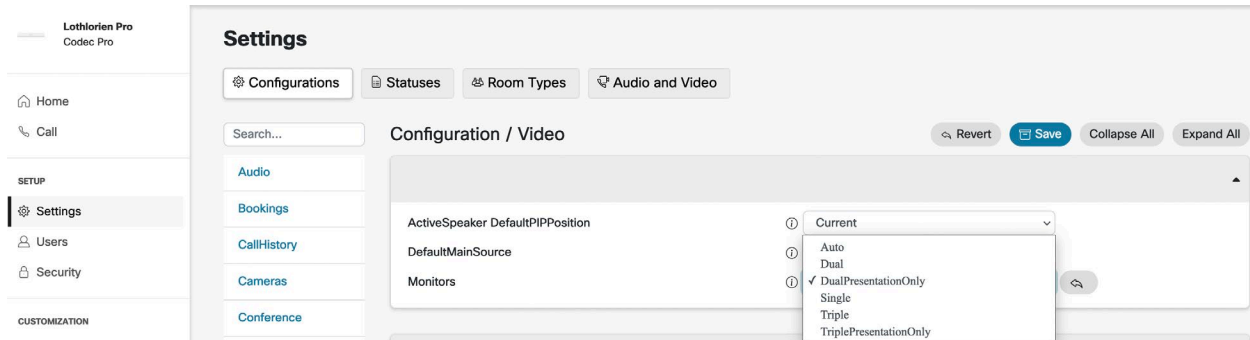 Lothlorien Pro
Codec Pro
Home
Call
SETUP
Settings
Users
Security
CUSTOMIZATION
Settings
Configurations
Statuses
Room Types
Audio and Video
Search...
Audio
Bookings
CallHistory
Cameras
Conference
Configuration / Video
Revert
Save
Collapse All
Expand All
ActiveSpeaker DefaultPIPPosition
Current
DefaultMainSource
Monitors
Auto
Dual
✓ DualPresentationOnly
Single
Triple
TriplePresentationOnly